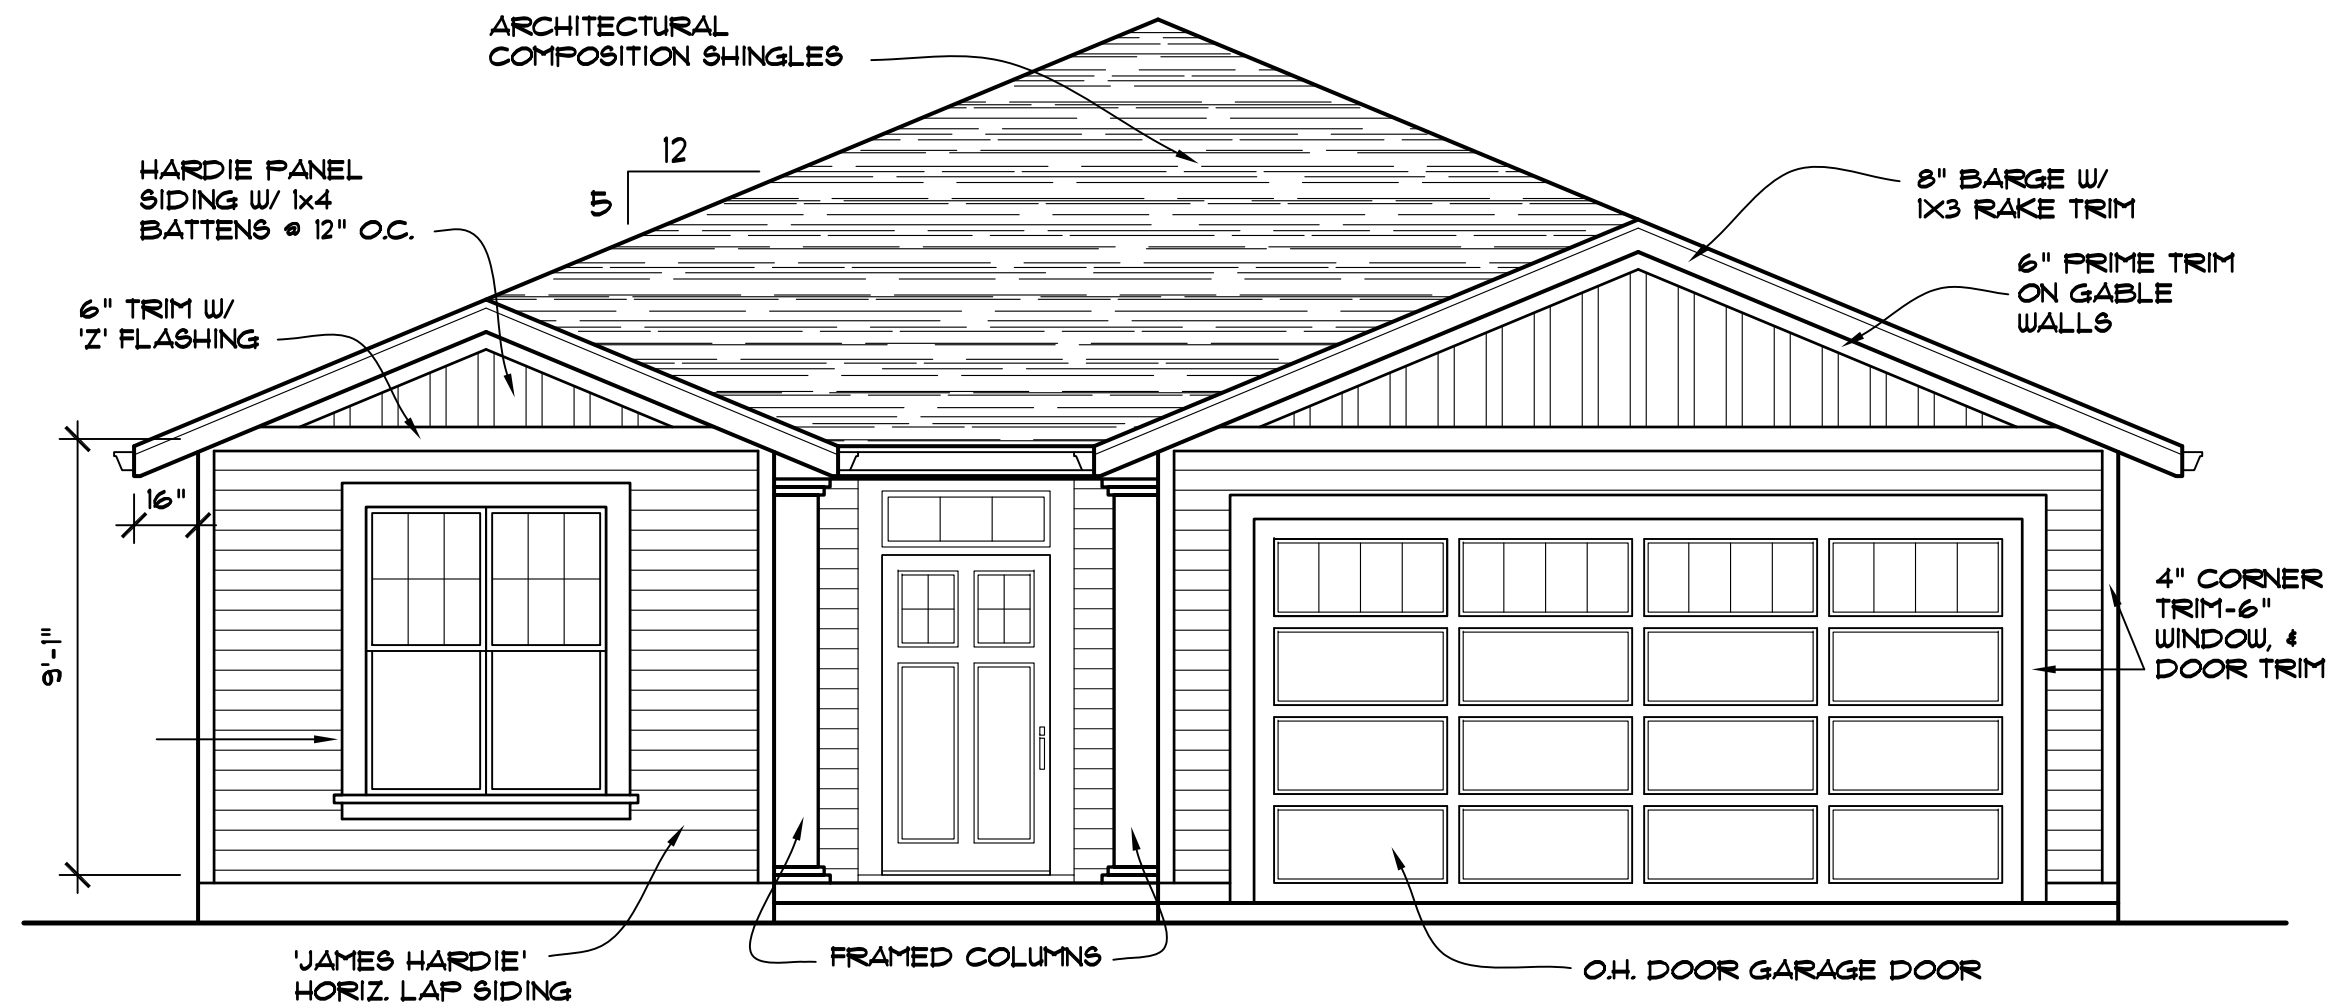 ARCHITECTURAL
COMPOSITION SHINGLES
12
5
HARDIE PANEL
SIDING W/ 1x4
BATTENS @ 12" O.C.
8" BARGE W/
1X3 RAKE TRIM
6" PRIME TRIM
ON GABLE
WALLS
6" TRIM W/
'Z' FLASHING
16"
9'-1"
4" CORNER
TRIM-6"
WINDOW, &
DOOR TRIM
'JAMES HARDIE'
HORIZ. LAP SIDING
FRAMED COLUMNS
O.H. DOOR GARAGE DOOR